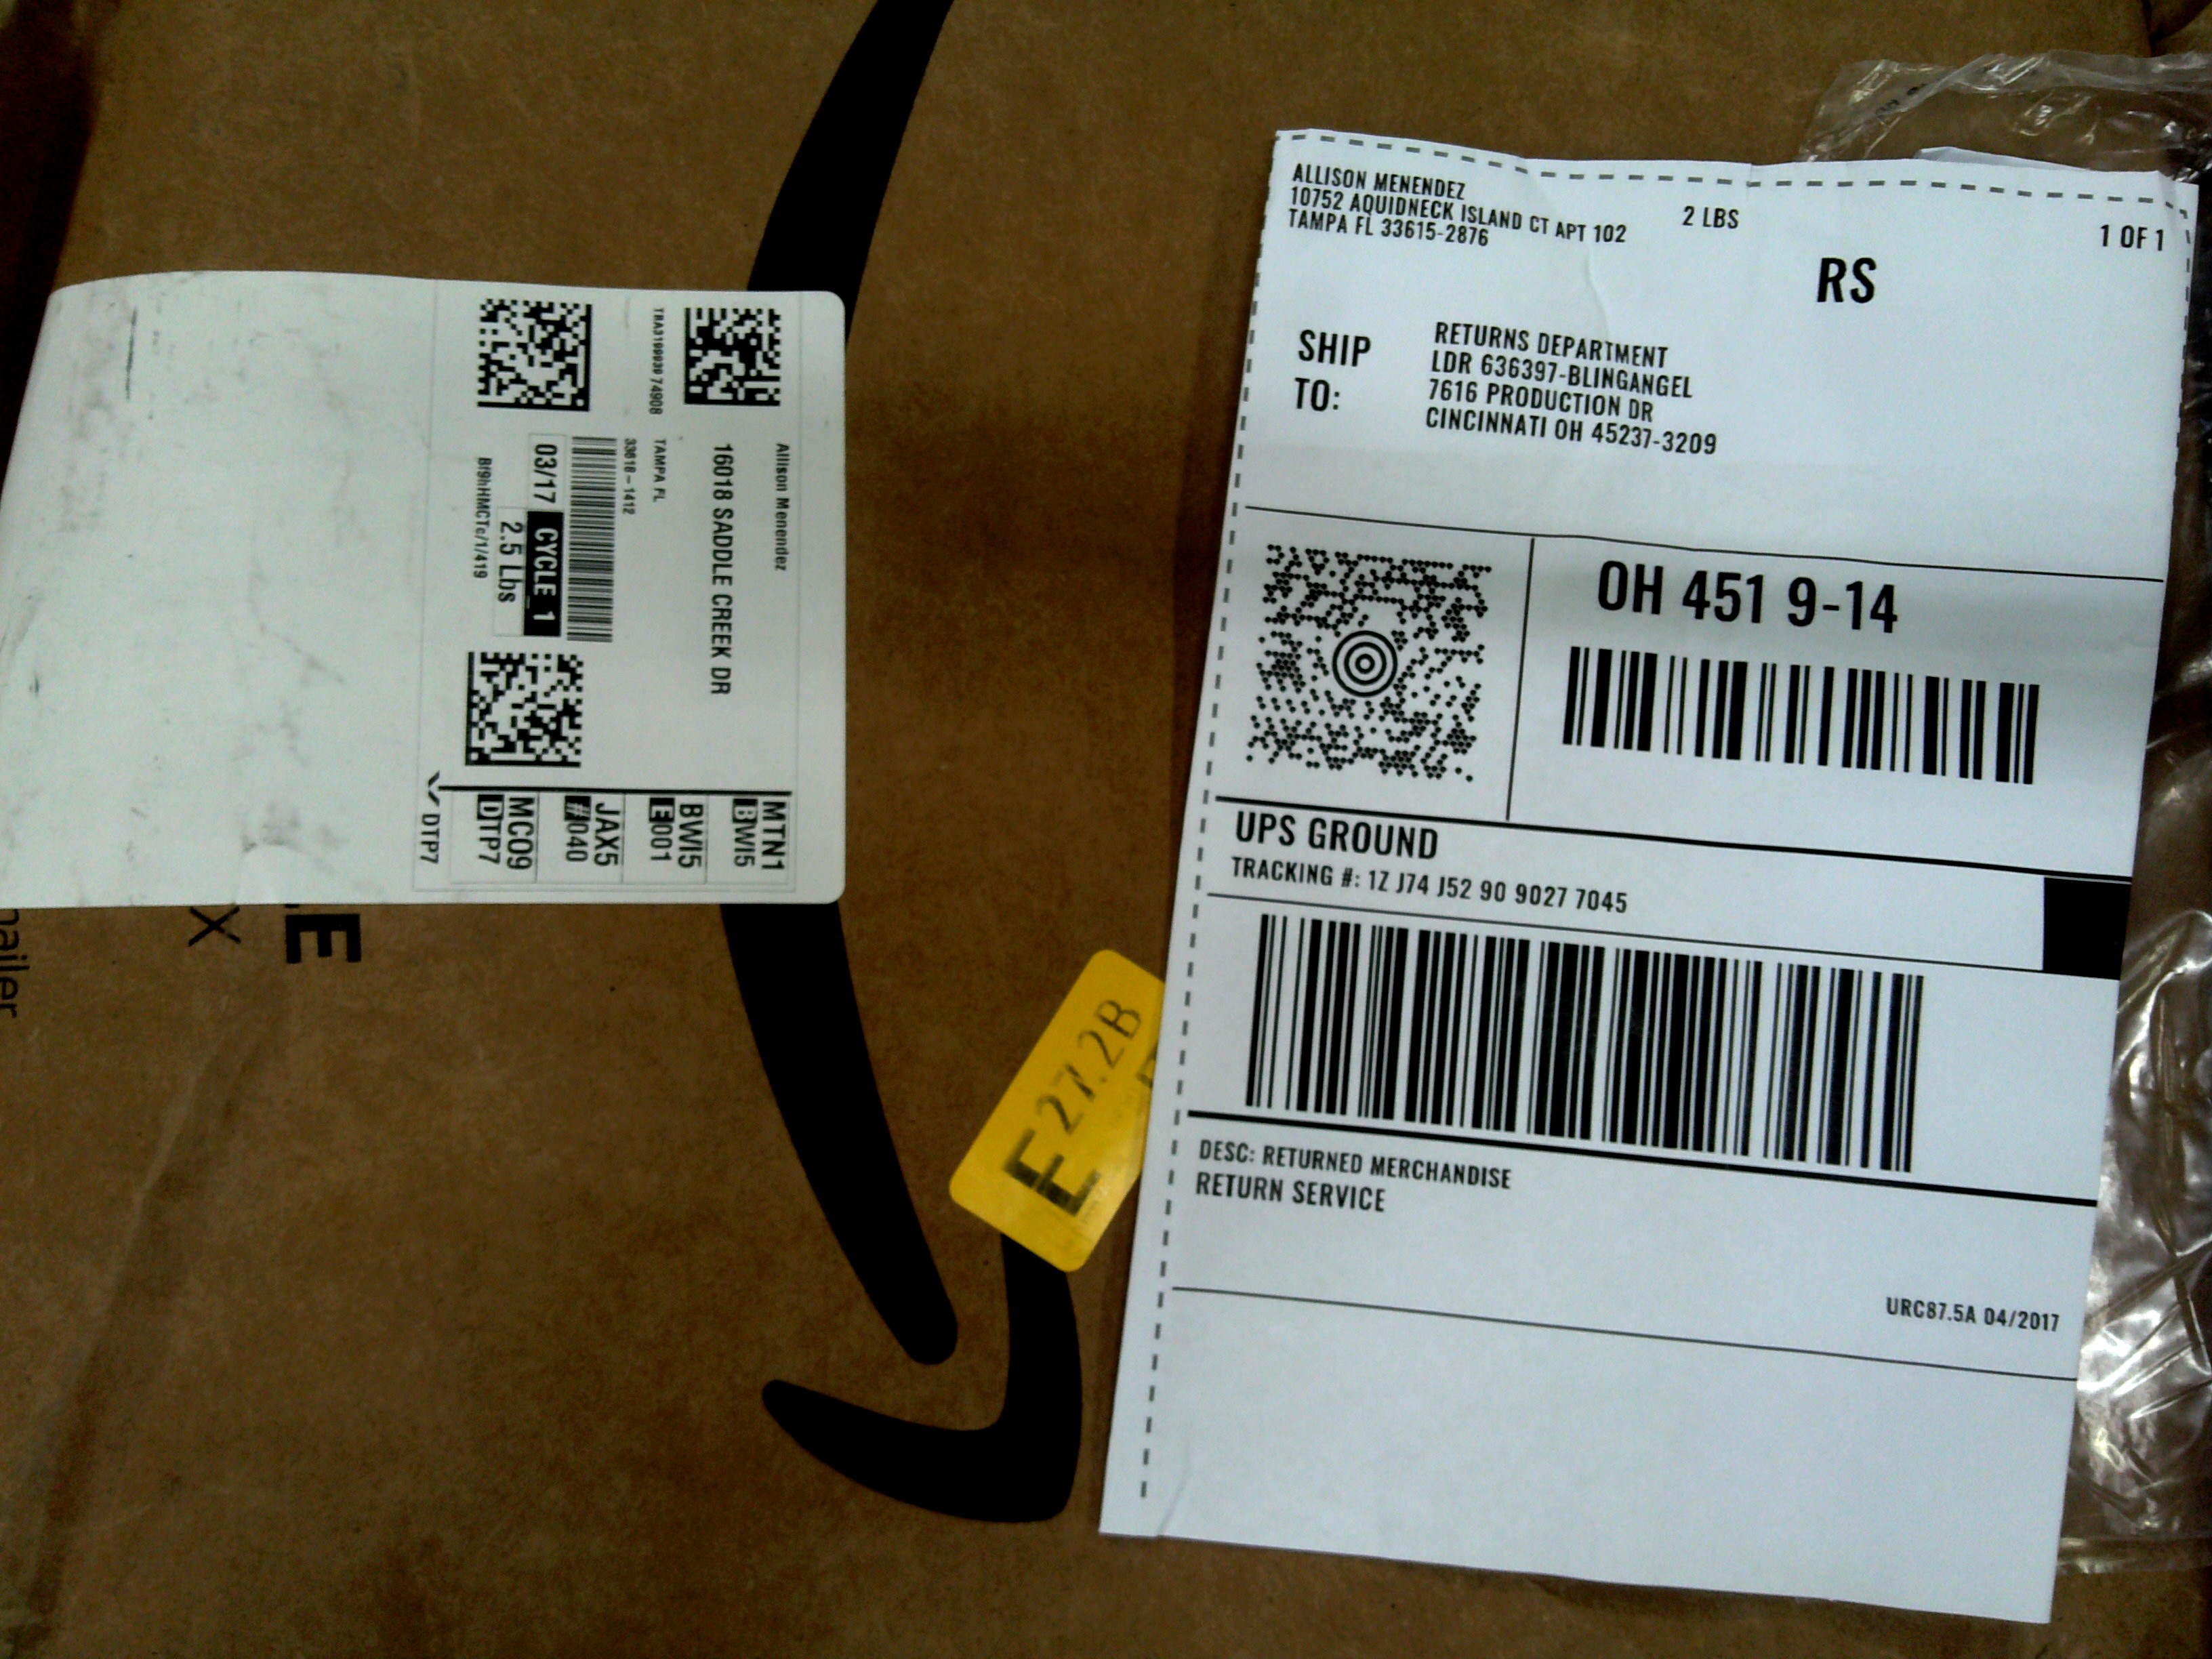 Allison Menendez
16018 SADDLE CREEK DR
TAMPA FL
33618-1412
03/17 CYCLE 1
2.5 Lbs
MTN1
BWI5
BWI5
E001
JAX5
#040
MCO9
DTP7
DTP7
E
X
ailer
E 27.2B
ALLISON MENENDEZ
10752 AQUIDNECK ISLAND CT APT 102
TAMPA FL 33615-2876
2 LBS
1 OF 1
RS
SHIP
TO:
RETURNS DEPARTMENT
LDR 636397-BLINGANGEL
7616 PRODUCTION DR
CINCINNATI OH 45237-3209
OH 451 9-14
UPS GROUND
TRACKING #: 1Z J74 J52 90 9027 7045
DESC: RETURNED MERCHANDISE
RETURN SERVICE
URC87.5A 04/2017